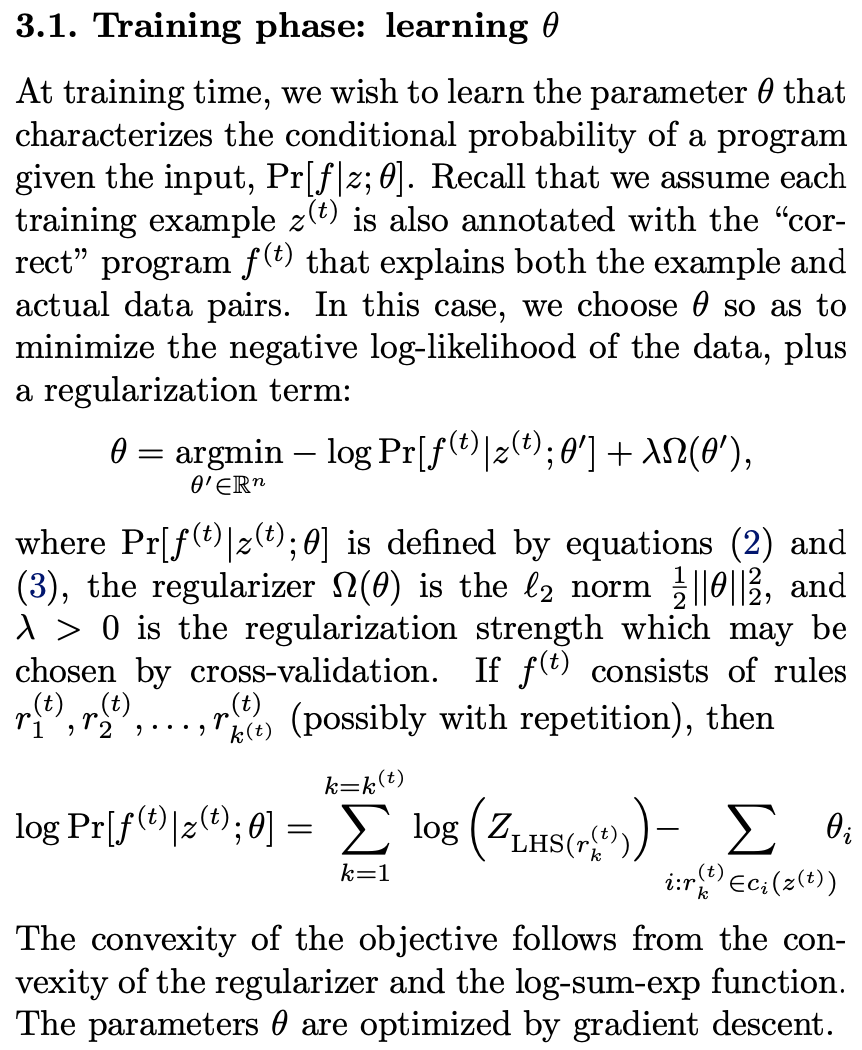 3.1. Training phase: learning θ
At training time, we wish to learn the parameter θ that
characterizes the conditional probability of a program
given the input, Pr[f|z; θ]. Recall that we assume each
training example z^(t) is also annotated with the “cor-
rect” program f^(t) that explains both the example and
actual data pairs. In this case, we choose θ so as to
minimize the negative log-likelihood of the data, plus
a regularization term:
θ = argmin_{θ′∈ℝ^n} − log Pr[f^(t)|z^(t); θ′] + λΩ(θ′),
where Pr[f^(t)|z^(t); θ] is defined by equations (2) and
(3), the regularizer Ω(θ) is the ℓ_2 norm ½||θ||_2^2, and
λ > 0 is the regularization strength which may be
chosen by cross-validation. If f^(t) consists of rules
r_1^(t), r_2^(t), . . . , r_{k^(t)}^(t) (possibly with repetition), then
log Pr[f^(t)|z^(t); θ] = ∑_{k=1}^{k=k^(t)} log (Z_{LHS(r_k^(t))}) − ∑_{i:r_k^(t)∈c_i(z^(t))} θ_i
The convexity of the objective follows from the con-
vexity of the regularizer and the log-sum-exp function.
The parameters θ are optimized by gradient descent.